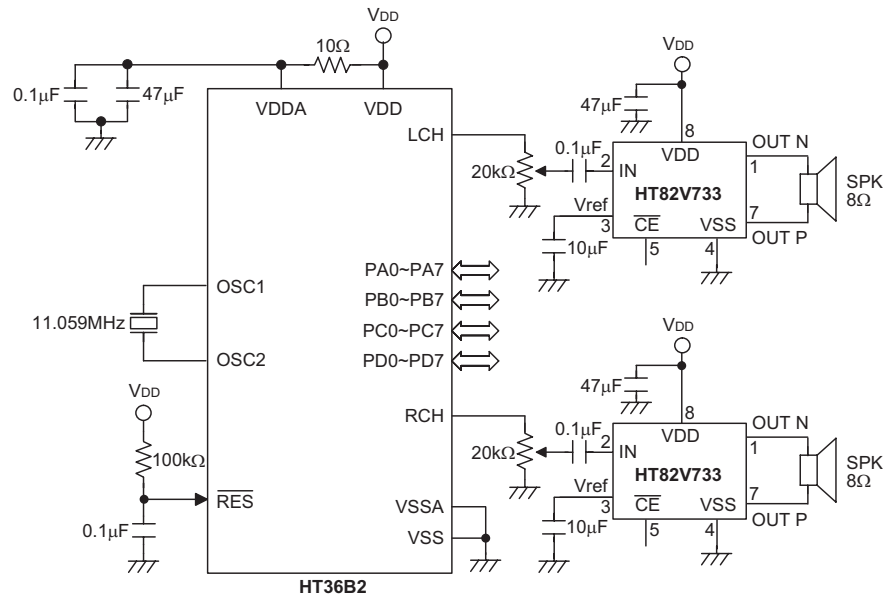 VDD
10Ω
0.1μF
47μF
VDDA
VDD
LCH
20kΩ
PA0~PA7
PB0~PB7
PC0~PC7
PD0~PD7
OSC1
11.059MHz
OSC2
VDD
100kΩ
RES
0.1μF
RCH
20kΩ
VSSA
VSS
HT36B2
VDD
47μF
8
VDD
0.1μF
2
IN
HT82V733
OUT N
1
SPK
8Ω
7
OUT P
Vref
3
10μF
CE
5
VSS
4
VDD
47μF
8
VDD
0.1μF
2
IN
HT82V733
OUT N
1
SPK
8Ω
7
OUT P
Vref
3
10μF
CE
5
VSS
4